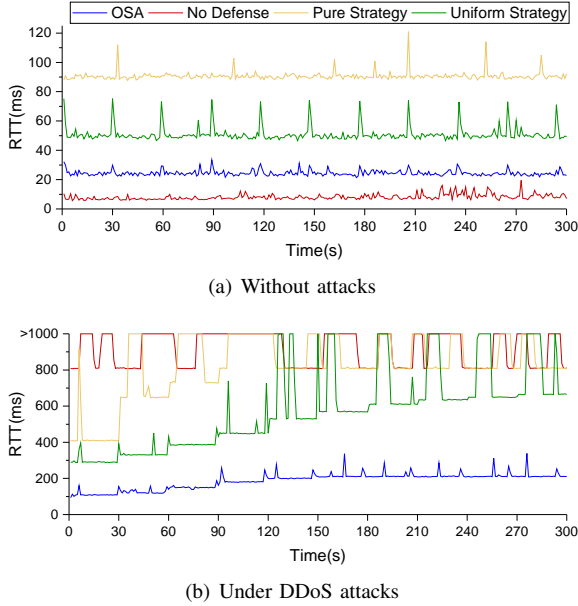 OSA No Defense Pure Strategy Uniform Strategy
120
100
80
60
40
20
0
RTT(ms)
0 30 60 90 120 150 180 210 240 270 300
Time(s)
(a) Without attacks
>1000
800
600
400
200
0
RTT(ms)
0 30 60 90 120 150 180 210 240 270 300
Time(s)
(b) Under DDoS attacks